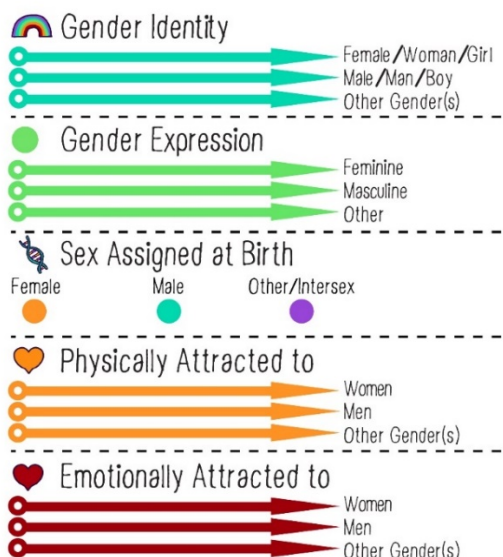 Gender Identity
Female/Woman/Girl
Male/Man/Boy
Other Gender(s)
Gender Expression
Feminine
Masculine
Other
Sex Assigned at Birth
Female Male Other/Intersex
Physically Attracted to
Women
Men
Other Gender(s)
Emotionally Attracted to
Women
Men
Other Gender(s)